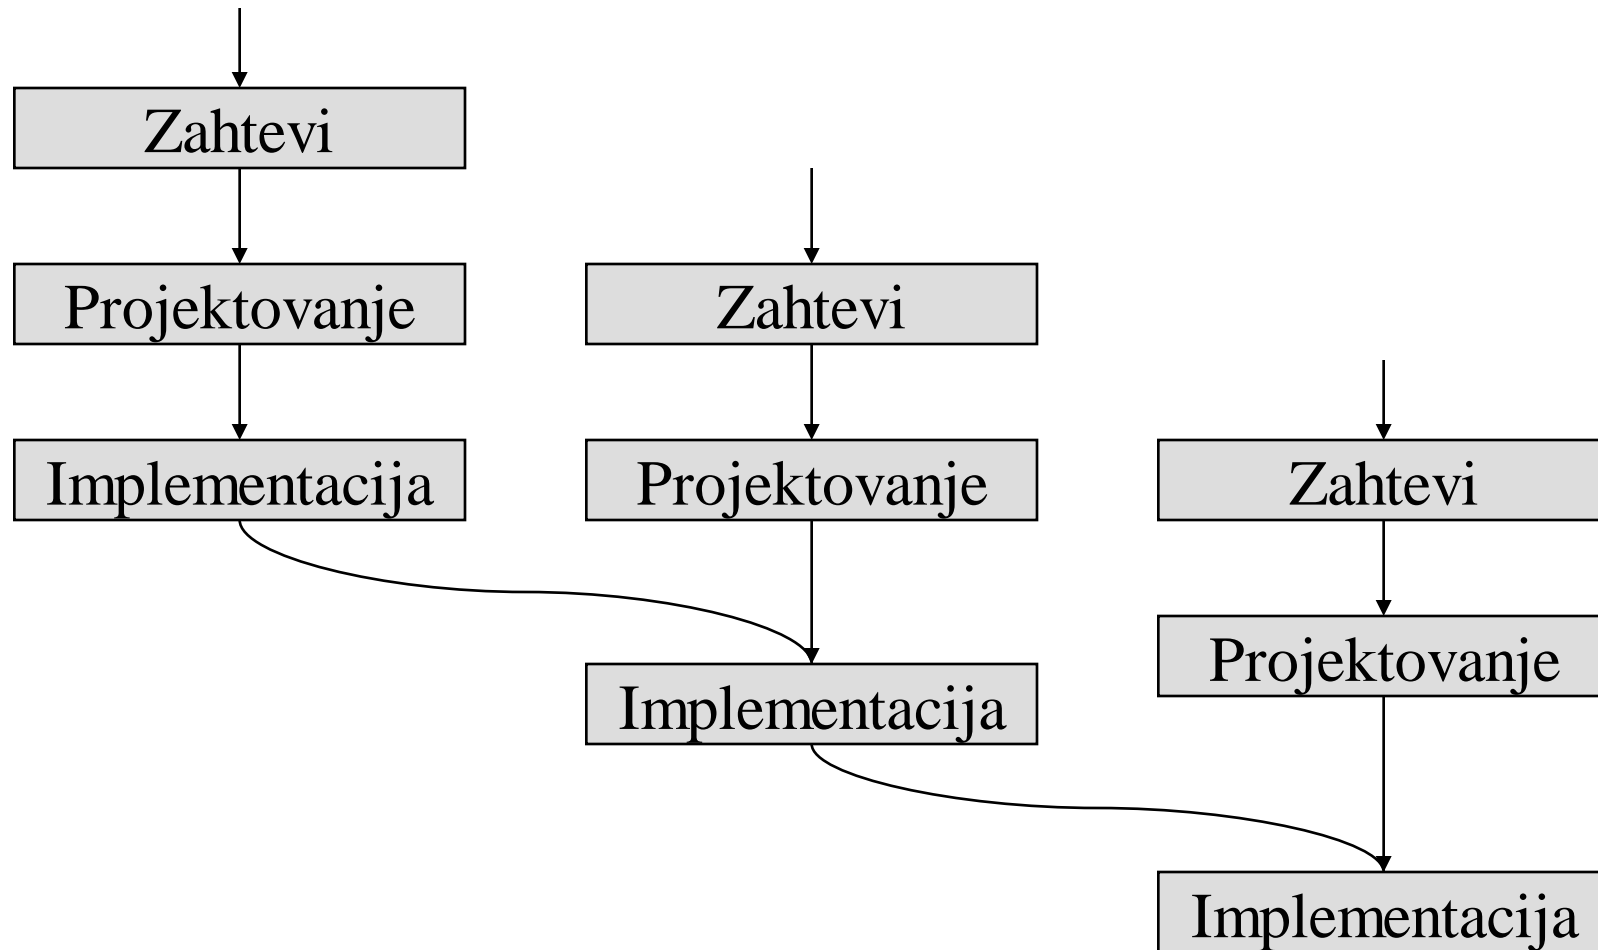 Zahtevi
Projektovanje
Implementacija
Zahtevi
Projektovanje
Implementacija
Zahtevi
Projektovanje
Implementacija